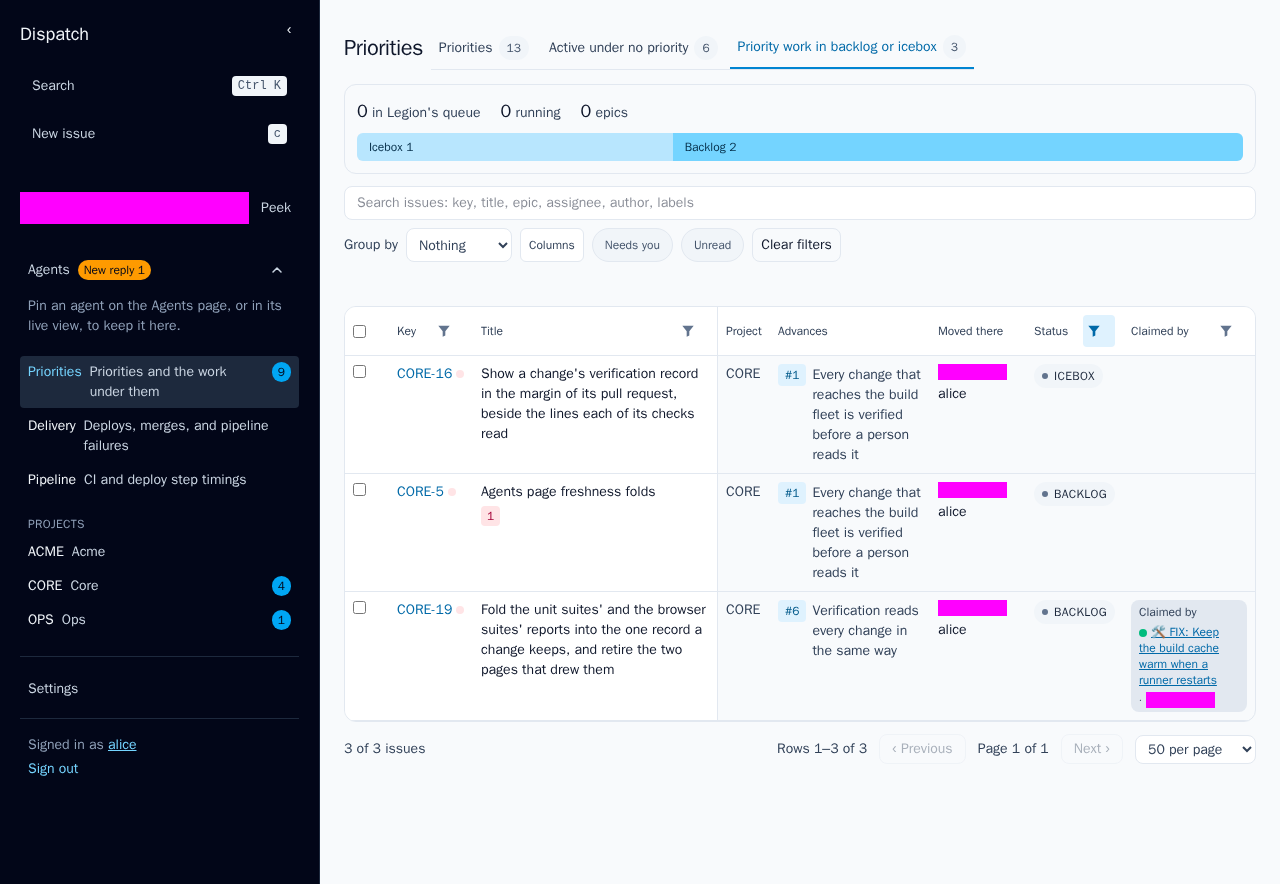 Dispatch
‹
Search
Ctrl K
New issue
C
Peek
Agents
New reply 1
Pin an agent on the Agents page, or in its
live view, to keep it here.
Priorities
Priorities and the work
under them
9
Delivery
Deploys, merges, and pipeline
failures
Pipeline
CI and deploy step timings
PROJECTS
ACME Acme
CORE Core
4
OPS Ops
1
Settings
Signed in as alice
Sign out
Priorities
Priorities 13
Active under no priority 6
Priority work in backlog or icebox 3
0 in Legion's queue
0 running
0 epics
Icebox 1
Backlog 2
Search issues: key, title, epic, assignee, author, labels
Group by
Nothing
Columns
Needs you
Unread
Clear filters
Key
Title
Project
Advances
Moved there
Status
Claimed by
CORE-16
Show a change's verification record
in the margin of its pull request,
beside the lines each of its checks
read
CORE
#1
Every change that
reaches the build
fleet is verified
before a person
reads it
alice
ICEBOX
CORE-5
Agents page freshness folds
1
CORE
#1
Every change that
reaches the build
fleet is verified
before a person
reads it
alice
BACKLOG
CORE-19
Fold the unit suites' and the browser
suites' reports into the one record a
change keeps, and retire the two
pages that drew them
CORE
#6
Verification reads
every change in
the same way
alice
BACKLOG
Claimed by
🛠️ FIX: Keep
the build cache
warm when a
runner restarts
·
3 of 3 issues
Rows 1–3 of 3
‹ Previous
Page 1 of 1
Next ›
50 per page